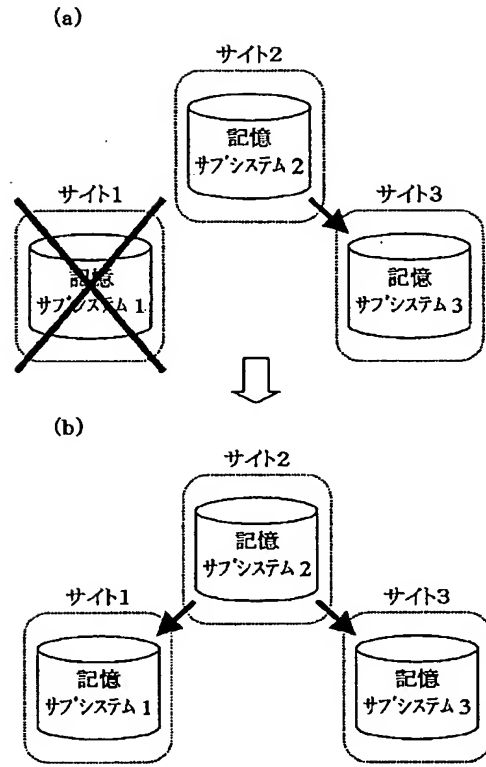 (a)
サイト2
記憶
サブシステム2
サイト1
記憶
サブシステム1
サイト3
記憶
サブシステム3
(b)
サイト2
記憶
サブシステム2
サイト1
記憶
サブシステム1
サイト3
記憶
サブシステム3